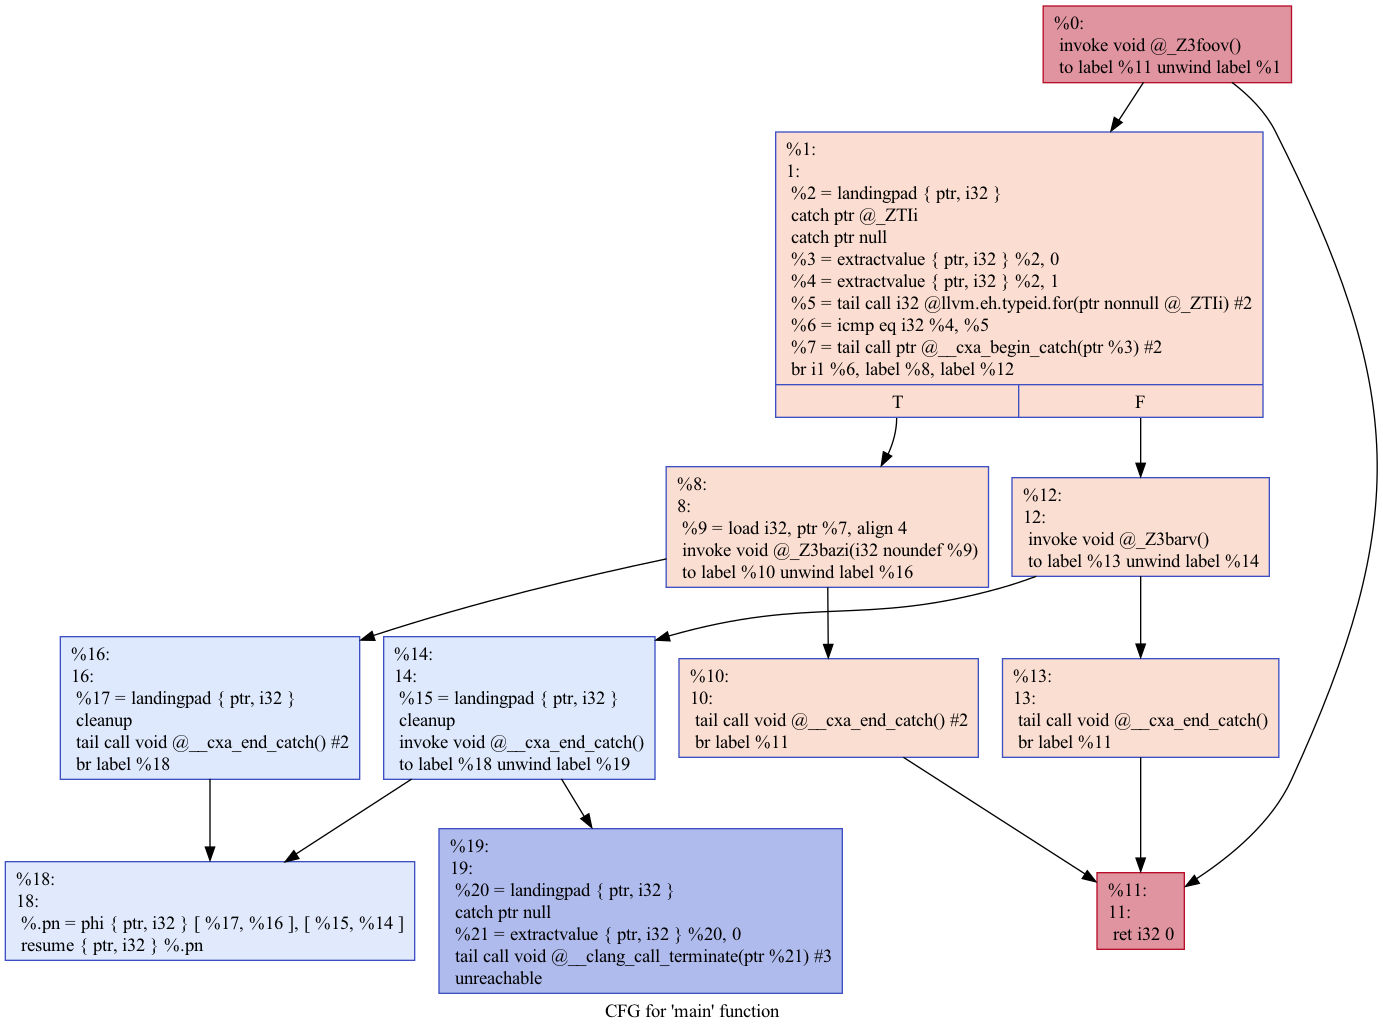 %0:
invoke void @_Z3foov()
to label %11 unwind label %1
%1:
1:
%2 = landingpad { ptr, i32 }
catch ptr @_ZTIi
catch ptr null
%3 = extractvalue { ptr, i32 } %2, 0
%4 = extractvalue { ptr, i32 } %2, 1
%5 = tail call i32 @llvm.eh.typeid.for(ptr nonnull @_ZTIi) #2
%6 = icmp eq i32 %4, %5
%7 = tail call ptr @__cxa_begin_catch(ptr %3) #2
br i1 %6, label %8, label %12
T
F
%8:
8:
%9 = load i32, ptr %7, align 4
invoke void @_Z3bazi(i32 noundef %9)
to label %10 unwind label %16
%12:
12:
invoke void @_Z3barv()
to label %13 unwind label %14
%16:
16:
%17 = landingpad { ptr, i32 }
cleanup
tail call void @__cxa_end_catch() #2
br label %18
%14:
14:
%15 = landingpad { ptr, i32 }
cleanup
invoke void @__cxa_end_catch()
to label %18 unwind label %19
%10:
10:
tail call void @__cxa_end_catch() #2
br label %11
%13:
13:
tail call void @__cxa_end_catch()
br label %11
%18:
18:
%.pn = phi { ptr, i32 } [ %17, %16 ], [ %15, %14 ]
resume { ptr, i32 } %.pn
%19:
19:
%20 = landingpad { ptr, i32 }
catch ptr null
%21 = extractvalue { ptr, i32 } %20, 0
tail call void @__clang_call_terminate(ptr %21) #3
unreachable
%11:
11:
ret i32 0
CFG for 'main' function